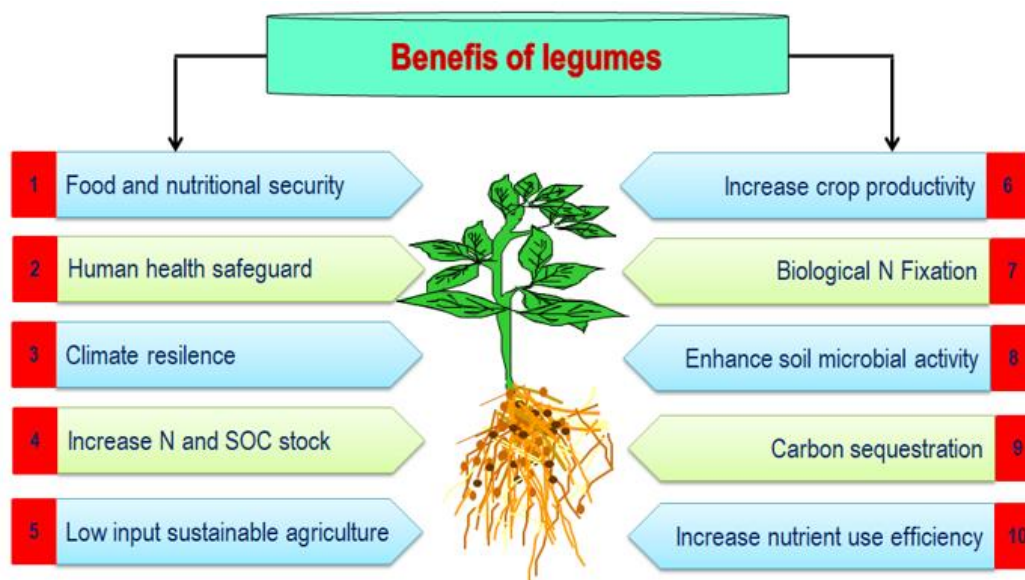 Benefis of legumes
1 Food and nutritional security
2 Human health safeguard
3 Climate resilence
4 Increase N and SOC stock
5 Low input sustainable agriculture
Increase crop productivity 6
Biological N Fixation 7
Enhance soil microbial activity 8
Carbon sequestration 9
Increase nutrient use efficiency 10